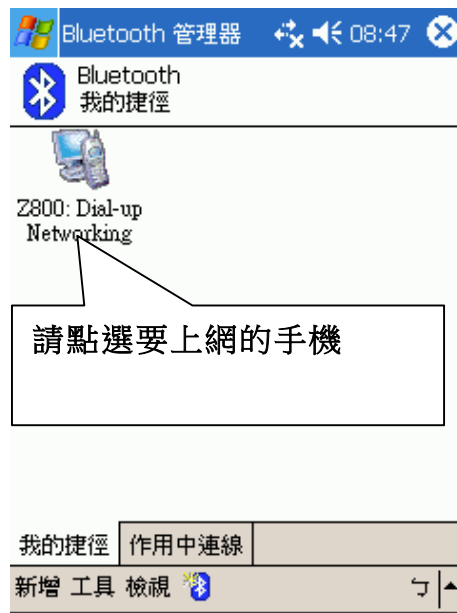 Bluetooth 管理器 08:47
Bluetooth
我的捷徑
Z800: Dial-up
Networking
請點選要上網的手機
我的捷徑 作用中連線
新增 工具 檢視 ㄅ